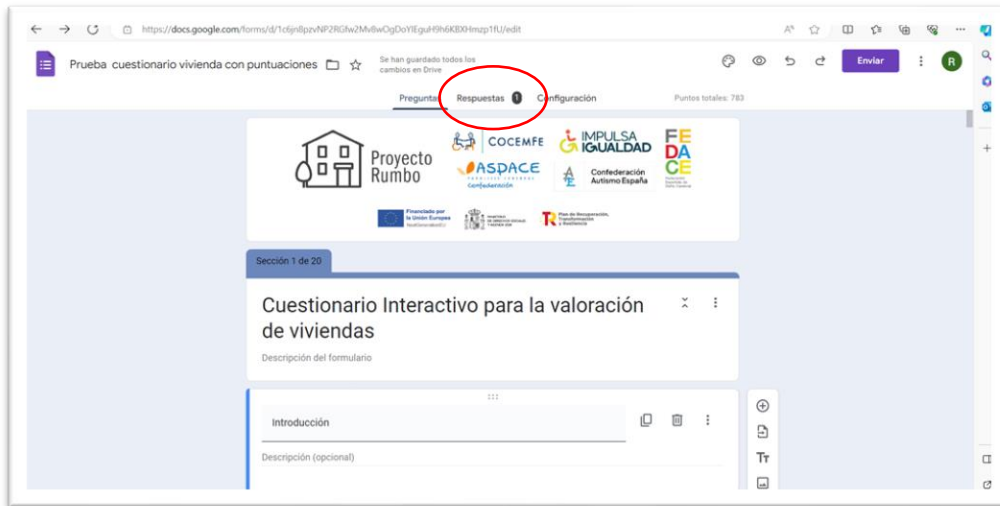 https://docs.google.com/forms/d/1c6jn8pzvNP2RGfw2Mv8wOgDoYlEguH9h6KBXHmzp1fU/edit
Prueba cuestionario vivienda con puntuaciones
Se han guardado todos los
cambios en Drive
Enviar
R
Preguntas
Respuestas 1
Configuración
Puntos totales: 783
Proyecto
Rumbo
COCEMFE
IMPULSA
IGUALDAD
FE
DA
CE
ASPACE
Confederación
Confederación
Autismo España
Financiado por
la Unión Europea
NextGenerationEU
Plan de Recuperación,
Transformación
y Resiliencia
Sección 1 de 20
Cuestionario Interactivo para la valoración
de viviendas
Descripción del formulario
Introducción
Descripción (opcional)
Tт